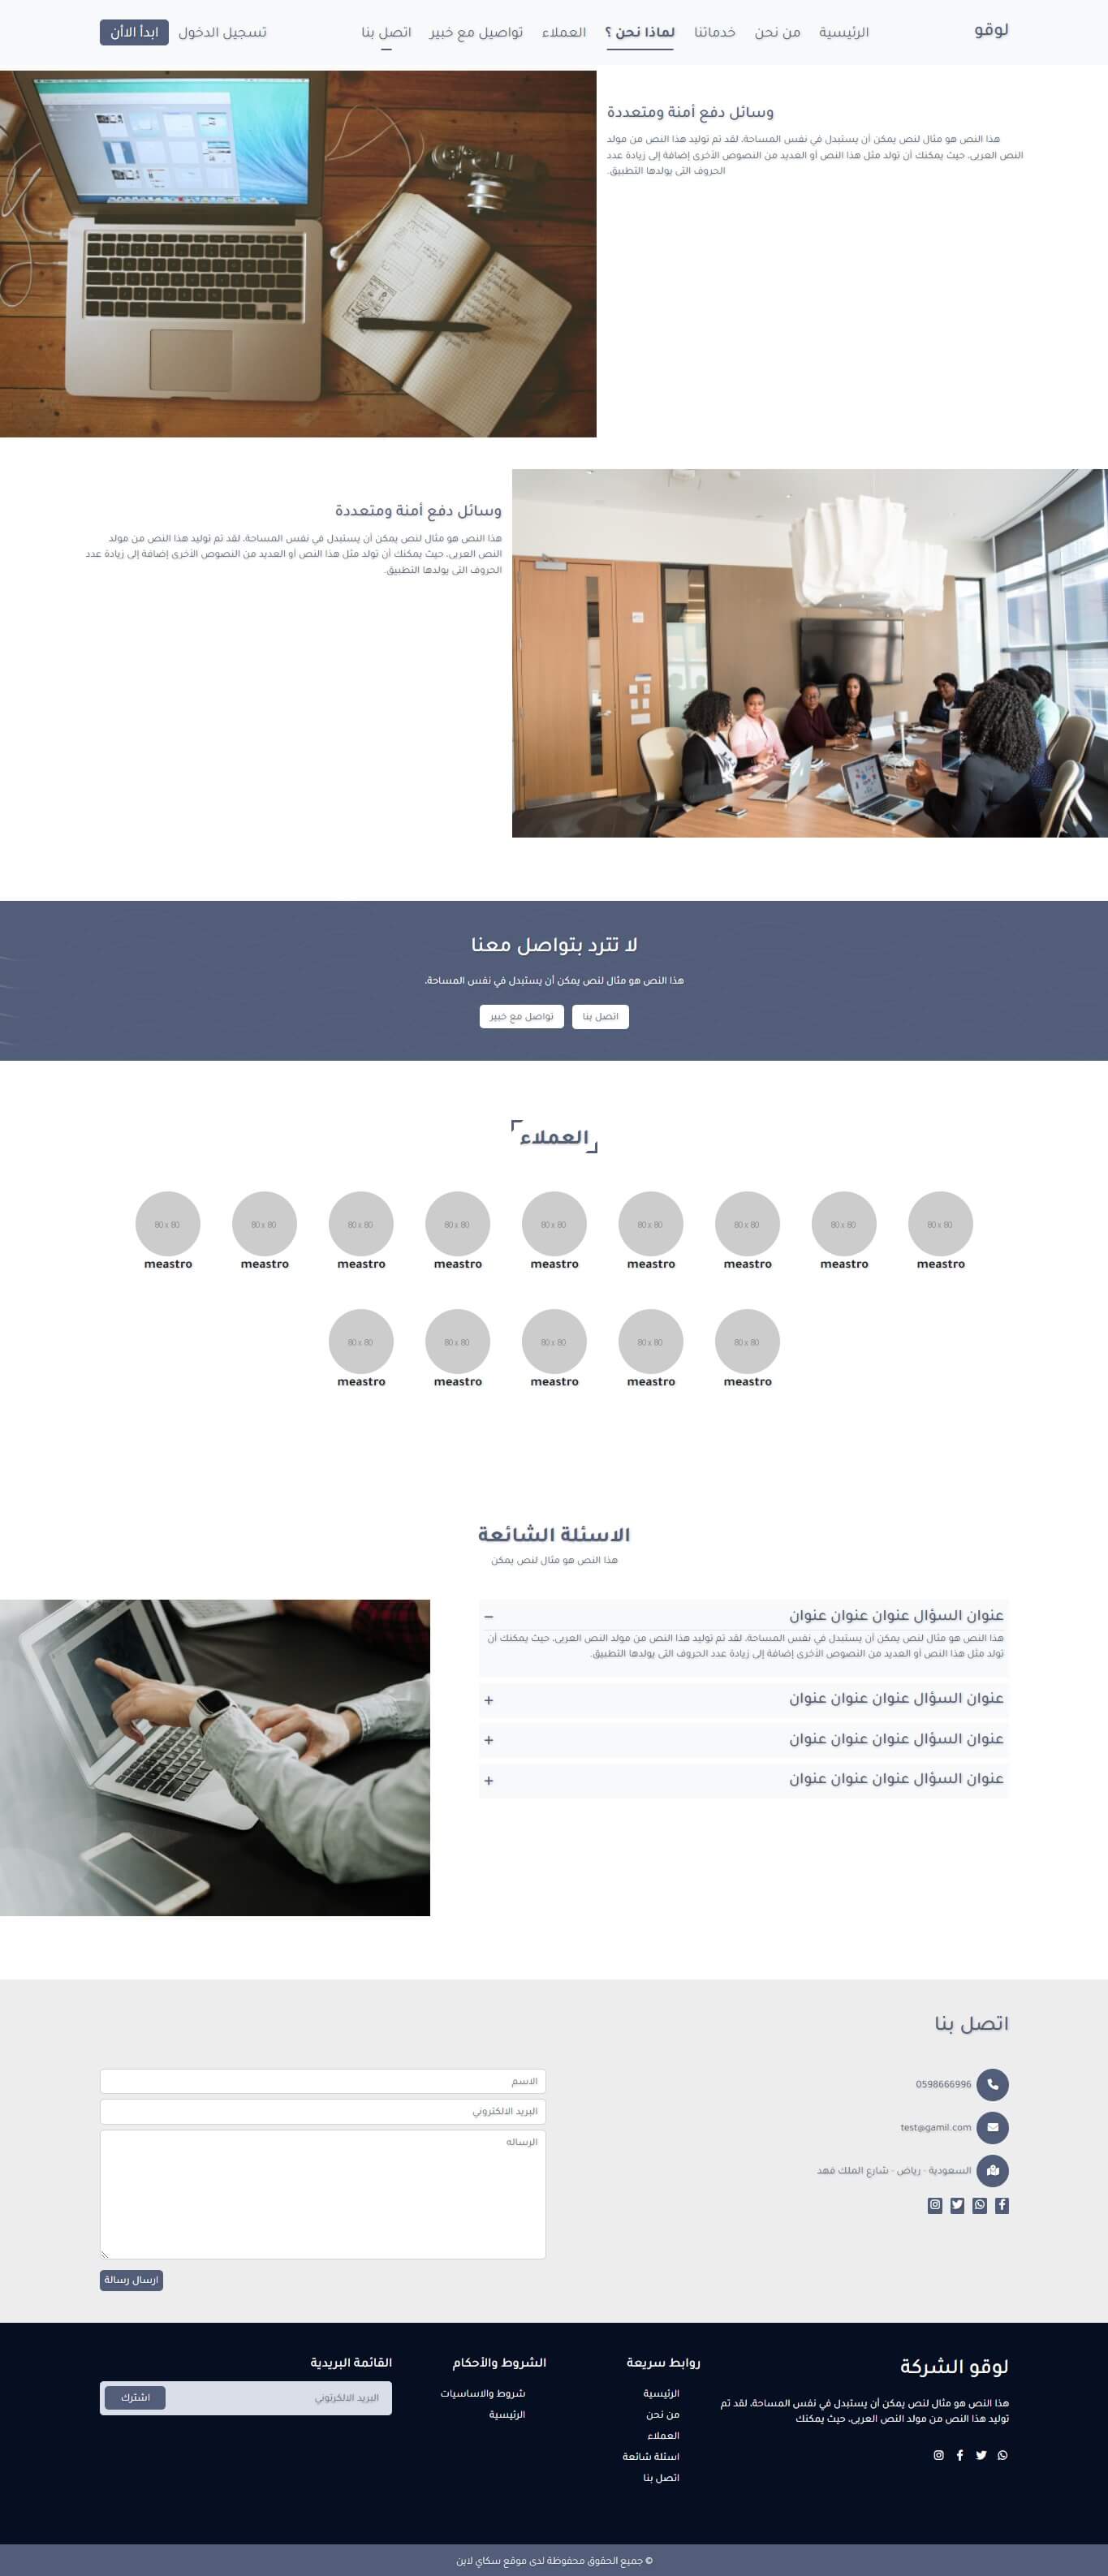 لوقو
الرئيسية
من نحن
خدماتنا
لماذا نحن ؟
العملاء
تواصيل مع خبير
اتصل بنا
تسجيل الدخول
ابدأ الاأن
وسائل دفع أمنة ومتعددة
هذا النص هو مثال لنص يمكن أن يستبدل في نفس المساحة، لقد تم توليد هذا النص من مولد
النص العربى، حيث يمكنك أن تولد مثل هذا النص أو العديد من النصوص الأخرى إضافة إلى زيادة عدد
الحروف التى يولدها التطبيق.
وسائل دفع أمنة ومتعددة
هذا النص هو مثال لنص يمكن أن يستبدل في نفس المساحة، لقد تم توليد هذا النص من مولد
النص العربى، حيث يمكنك أن تولد مثل هذا النص أو العديد من النصوص الأخرى إضافة إلى زيادة عدد
الحروف التى يولدها التطبيق.
لا تترد بتواصل معنا
هذا النص هو مثال لنص يمكن أن يستبدل في نفس المساحة،
اتصل بنا
تواصل مع خبير
العملاء
80 x 80
80 x 80
80 x 80
80 x 80
80 x 80
80 x 80
80 x 80
80 x 80
80 x 80
meastro
meastro
meastro
meastro
meastro
meastro
meastro
meastro
meastro
80 x 80
80 x 80
80 x 80
80 x 80
80 x 80
meastro
meastro
meastro
meastro
meastro
الاسئلة الشائعة
هذا النص هو مثال لنص يمكن
عنوان السؤال عنوان عنوان عنوان
هذا النص هو مثال لنص يمكن أن يستبدل في نفس المساحة، لقد تم توليد هذا النص من مولد النص العربى، حيث يمكنك أن
تولد مثل هذا النص أو العديد من النصوص الأخرى إضافة إلى زيادة عدد الحروف التى يولدها التطبيق.
عنوان السؤال عنوان عنوان عنوان
عنوان السؤال عنوان عنوان عنوان
عنوان السؤال عنوان عنوان عنوان
اتصل بنا
0598666996
test@gamil.com
السعودية - رياض - شارع الملك فهد
الاسم
البريد الالكتروني
الرساله
ارسال رسالة
لوقو الشركة
هذا النص هو مثال لنص يمكن أن يستبدل في نفس المساحة، لقد تم
توليد هذا النص من مولد النص العربى، حيث يمكنك
روابط سريعة
الرئيسية
من نحن
العملاء
اسئلة شائعة
اتصل بنا
الشروط والأحكام
شروط والاساسيات
الرئيسية
القائمة البريدية
البريد الالكرتوني
اشترك
© جميع الحقوق محفوظة لدى موقع سكاي لاين